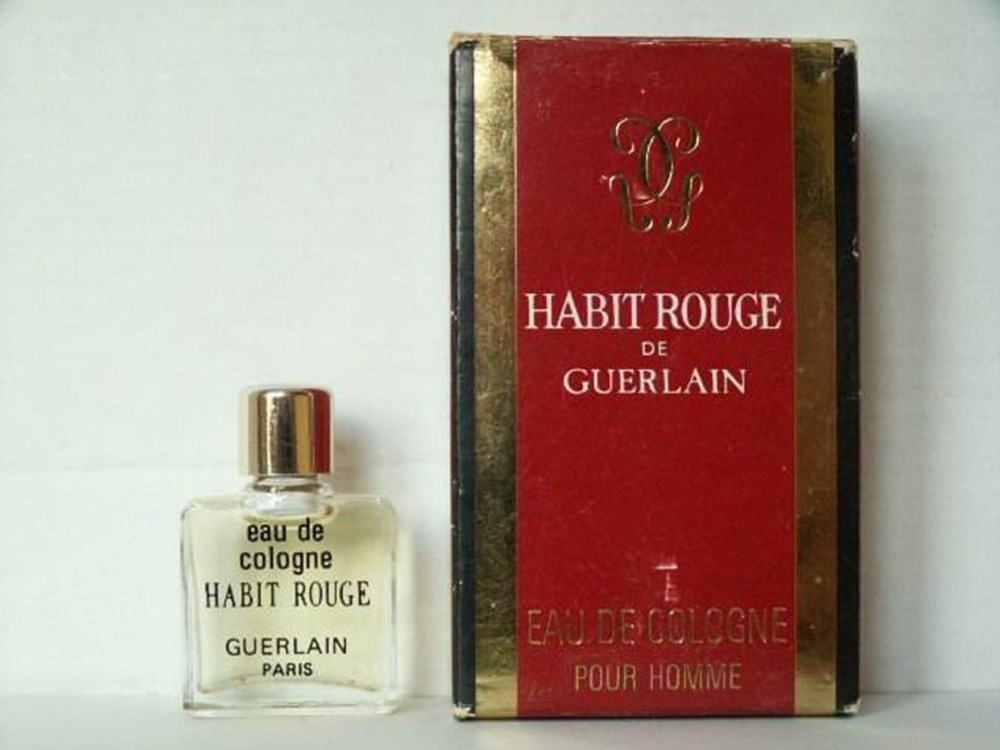 eau de
cologne
HABIT ROUGE
GUERLAIN
PARIS
HABIT ROUGE
DE
GUERLAIN
EAU DE COLOGNE
POUR HOMME